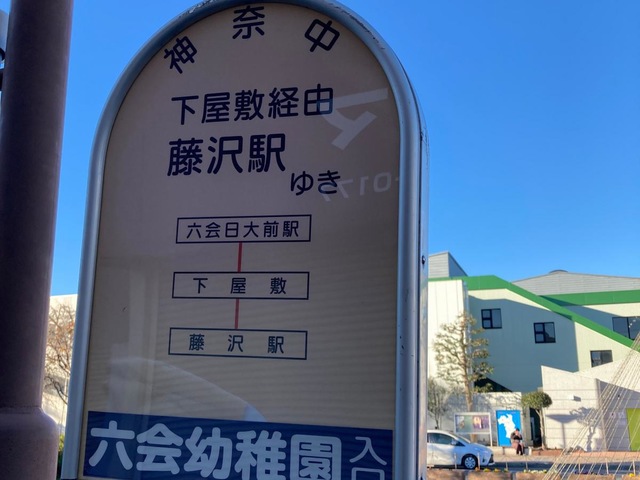 神奈中
下屋敷経由
藤沢駅
ゆき
六会日大前駅
下屋敷
藤沢駅
六会幼稚園入口